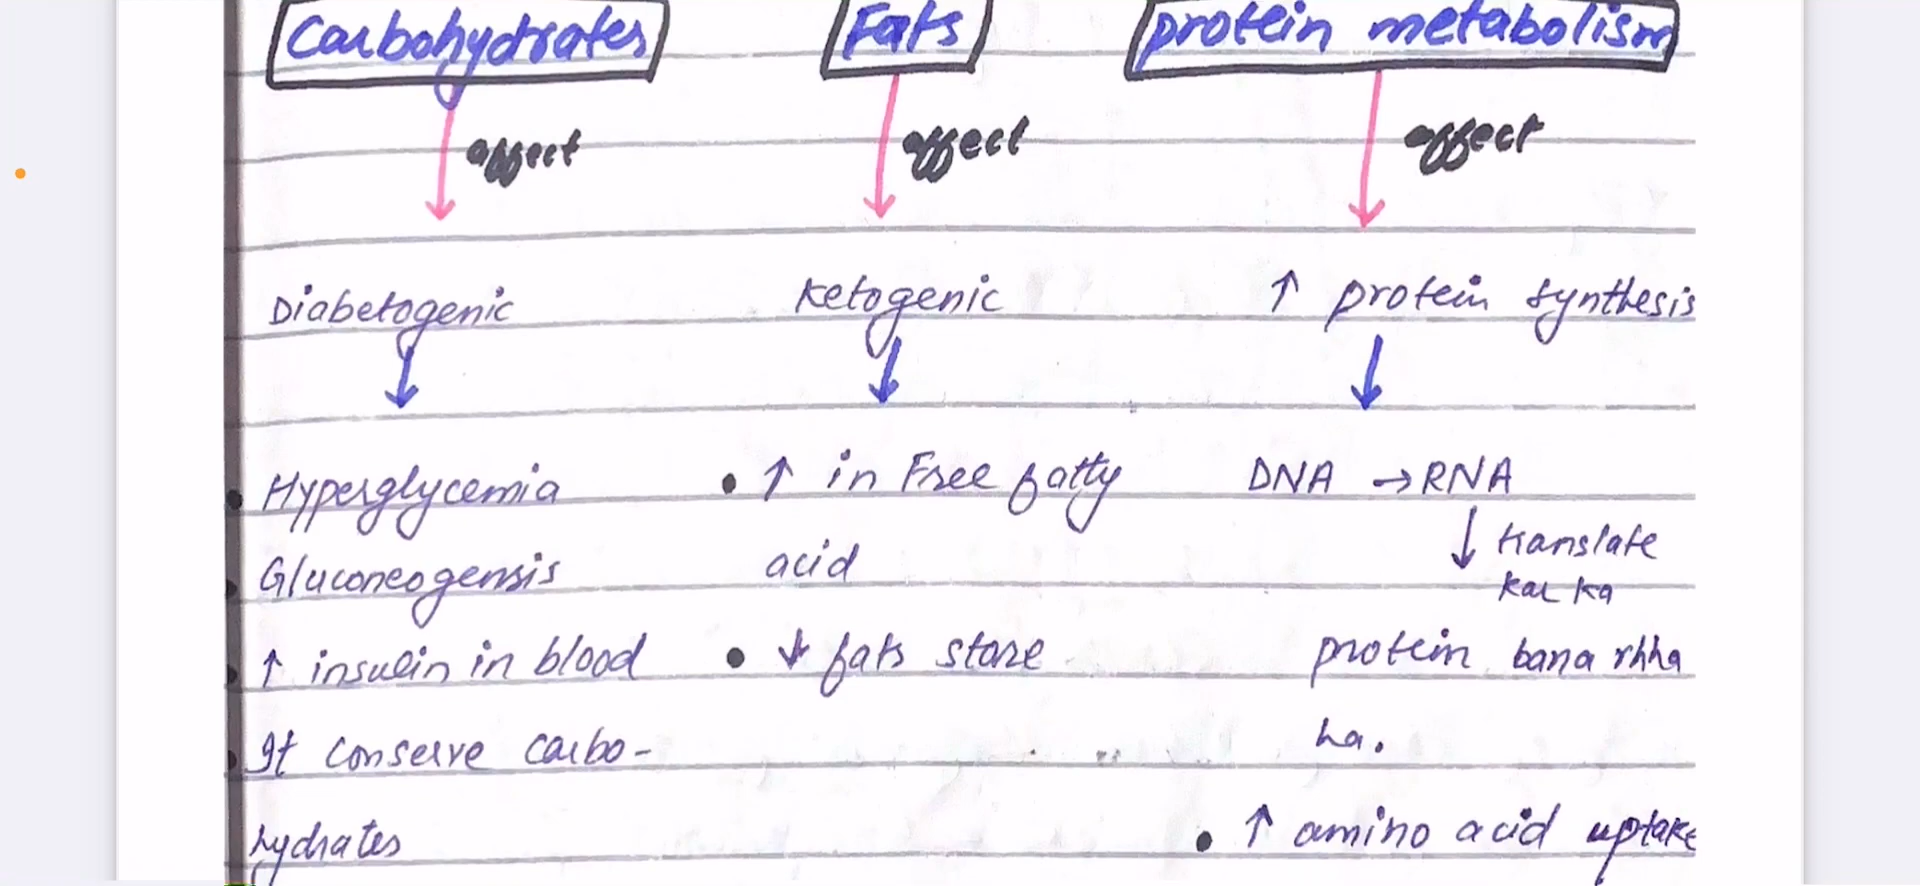 Carbohydrates Fats protein metabolism
affect affect affect
Diabetogenic Ketogenic ↑ protein synthesis
• Hyperglycemia • ↑ in Free fatty DNA → RNA
↓ translate
• Gluconeogensis acid kar ka
• ↑ insulin in blood • ↓ fats store protein bana rhha
• It conserve carbo- ha.
hydrates • ↑ amino acid uptake